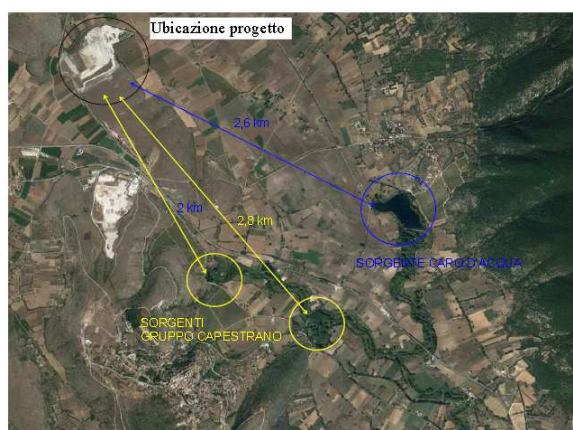 Ubicazione progetto
2,6 km
2 km
2,8 km
SORGENTE CAPO D'ACQUA
SORGENTI
GRUPPO CAPESTRANO